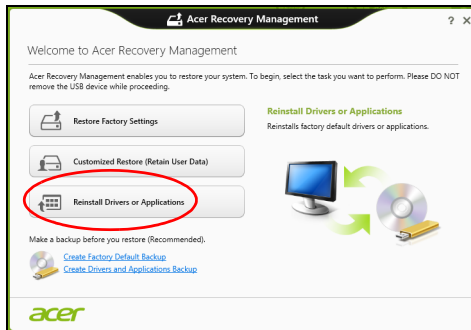 Acer Recovery Management
? X
Welcome to Acer Recovery Management
Acer Recovery Management enables you to restore your system. To begin, select the task you want to perform. Please DO NOT
remove the USB device while proceeding.
Restore Factory Settings
Customized Restore (Retain User Data)
Reinstall Drivers or Applications
Reinstall Drivers or Applications
Reinstalls factory default drivers or applications.
Make a backup before you restore (Recommended).
Create Factory Default Backup
Create Drivers and Applications Backup
acer